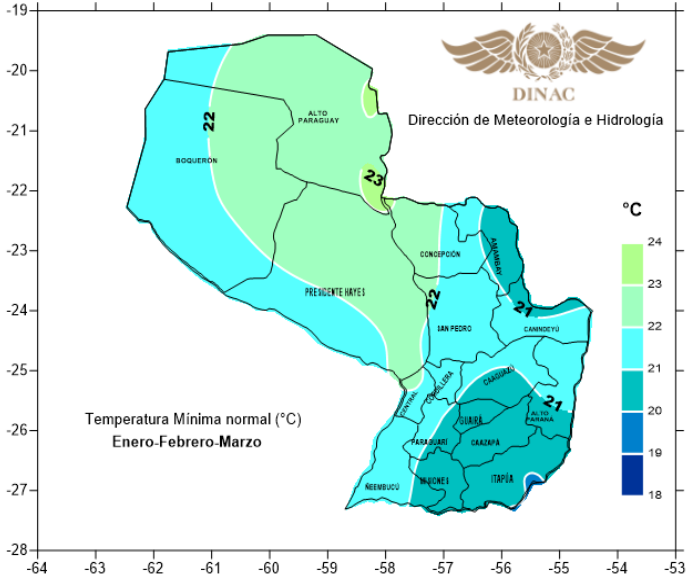 -19
-20
-21
-22
-23
-24
-25
-26
-27
-28
-64
-63
-62
-61
-60
-59
-58
-57
-56
-55
-54
-53
DINAC
Dirección de Meteorología e Hidrología
°C
24
23
22
21
20
19
18
ALTO
PARAGUAY
22
BOQUERON
23
CONCEPCIÓN
AMAMBAY
PRESIDENTE HAYES
22
SAN PEDRO
21
CANINDEYÚ
CORDILLERA
CENTRAL
CAAGUAZÚ
21
ALTO
PARANÁ
GUAIRÁ
PARAGUARÍ
CAAZAPÁ
ÑEEMBUCÚ
MISIONES
ITAPÚA
Temperatura Mínima normal (°C)
Enero-Febrero-Marzo